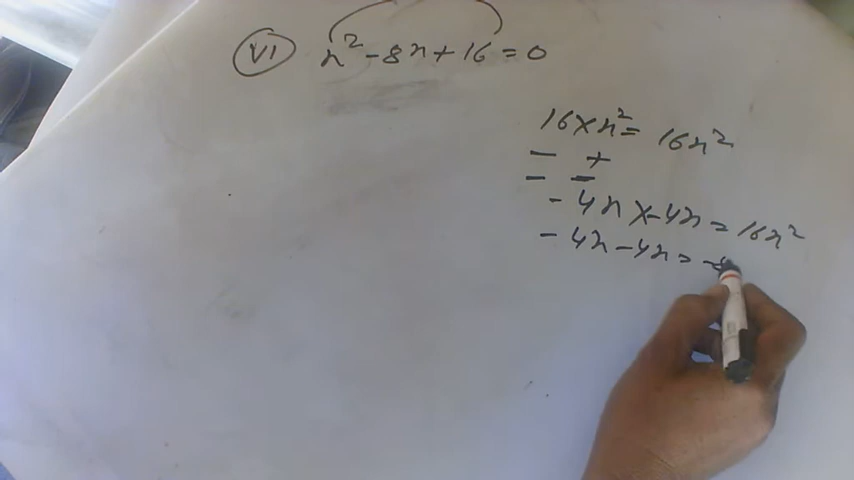 VI x² - 8x + 16 = 0
16 × x² = 16x²
- +
- -
- 4x × - 4x = 16x²
- 4x - 4x = -